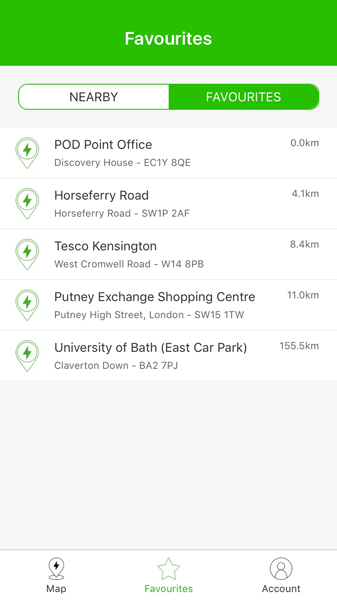 Favourites
NEARBY
FAVOURITES
POD Point Office
0.0km
Discovery House - EC1Y 8QE
Horseferry Road
4.1km
Horseferry Road - SW1P 2AF
Tesco Kensington
8.4km
West Cromwell Road - W14 8PB
Putney Exchange Shopping Centre
11.0km
Putney High Street, London - SW15 1TW
University of Bath (East Car Park)
155.5km
Claverton Down - BA2 7PJ
Map
Favourites
Account